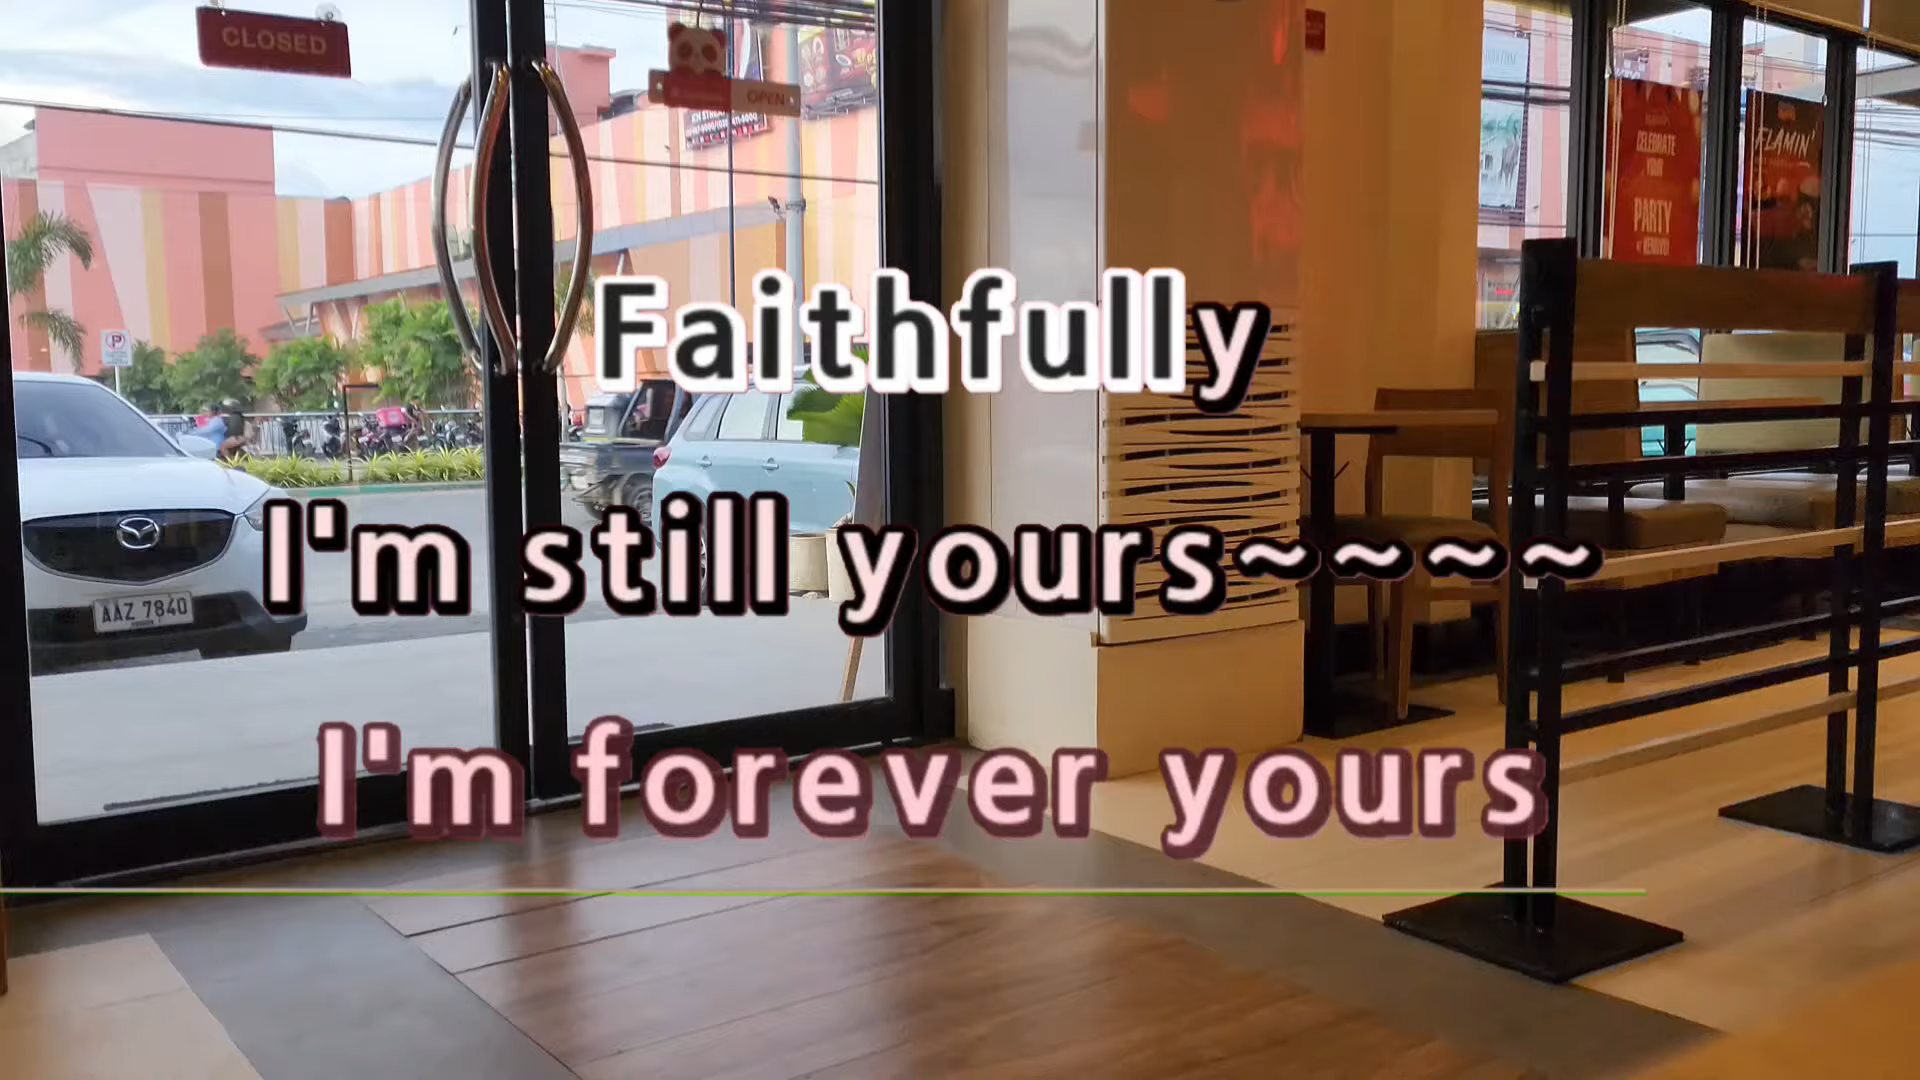 CLOSED
OPEN
CELEBRATE
YOUR
PARTY
FLAMIN'
P
Faithfully
I'm still yours~~~~
AAZ 7840
I'm forever yours